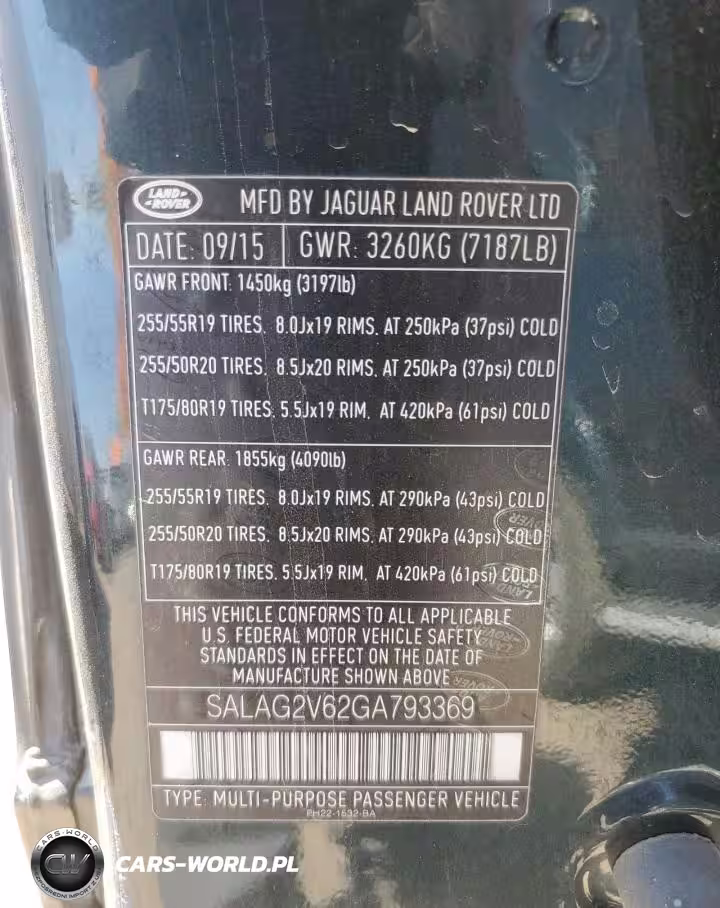 LAND-
-ROVER
MFD BY JAGUAR LAND ROVER LTD
DATE: 09/15 GWR: 3260KG (7187LB)
GAWR FRONT: 1450kg (3197lb)
255/55R19 TIRES, 8.0Jx19 RIMS, AT 250kPa (37psi) COLD
255/50R20 TIRES, 8.5Jx20 RIMS, AT 250kPa (37psi) COLD
T175/80R19 TIRES, 5.5Jx19 RIM, AT 420kPa (61psi) COLD
GAWR REAR: 1855kg (4090lb)
255/55R19 TIRES, 8.0Jx19 RIMS, AT 290kPa (43psi) COLD
255/50R20 TIRES, 8.5Jx20 RIMS, AT 290kPa (43psi) COLD
T175/80R19 TIRES, 5.5Jx19 RIM, AT 420kPa (61psi) COLD
THIS VEHICLE CONFORMS TO ALL APPLICABLE
U.S. FEDERAL MOTOR VEHICLE SAFETY
STANDARDS IN EFFECT ON THE DATE OF
MANUFACTURE SHOWN ABOVE
SALAG2V62GA793369
TYPE: MULTI-PURPOSE PASSENGER VEHICLE
PH22-1532-BA
CARS-WORLD
CW
CARS-WORLD.PL